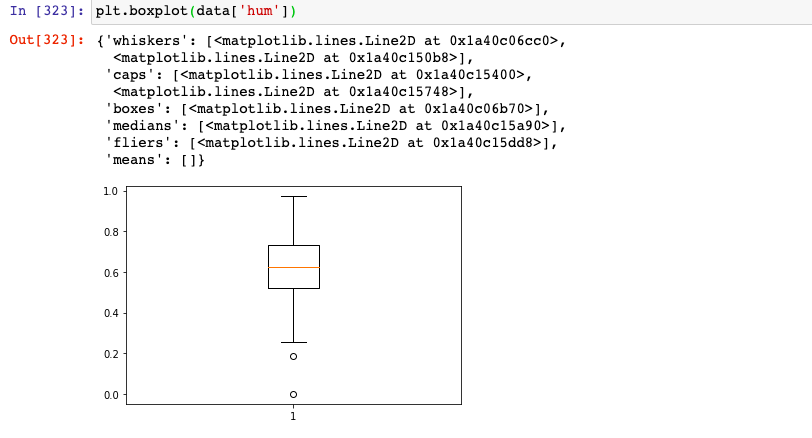 In [323]: plt.boxplot(data['hum'])
Out[323]: {'whiskers': [<matplotlib.lines.Line2D at 0x1a40c06cc0>,
<matplotlib.lines.Line2D at 0x1a40c150b8>],
'caps': [<matplotlib.lines.Line2D at 0x1a40c15400>,
<matplotlib.lines.Line2D at 0x1a40c15748>],
'boxes': [<matplotlib.lines.Line2D at 0x1a40c06b70>],
'medians': [<matplotlib.lines.Line2D at 0x1a40c15a90>],
'fliers': [<matplotlib.lines.Line2D at 0x1a40c15dd8>],
'means': []}
1.0
0.8
0.6
0.4
0.2
0.0
1